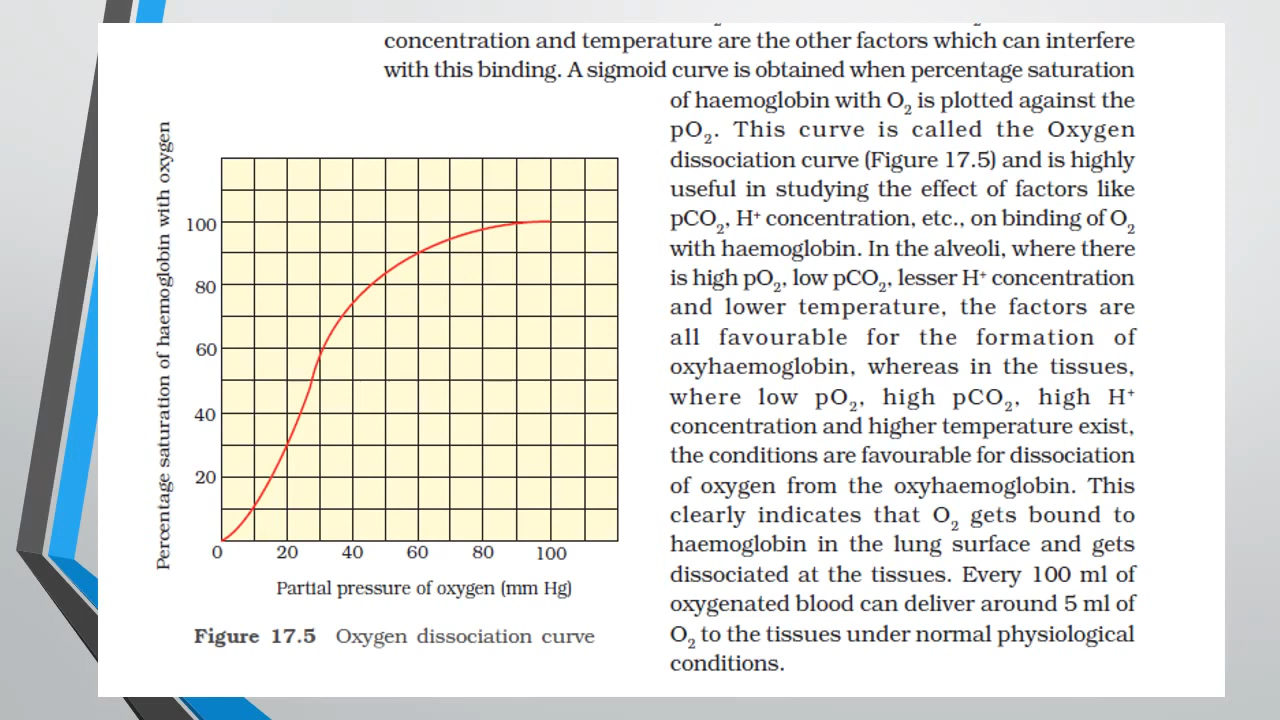 concentration and temperature are the other factors which can interfere
with this binding. A sigmoid curve is obtained when percentage saturation
of haemoglobin with O₂ is plotted against the
pO₂. This curve is called the Oxygen
dissociation curve (Figure 17.5) and is highly
useful in studying the effect of factors like
pCO₂, H⁺ concentration, etc., on binding of O₂
with haemoglobin. In the alveoli, where there
is high pO₂, low pCO₂, lesser H⁺ concentration
and lower temperature, the factors are
all favourable for the formation of
oxyhaemoglobin, whereas in the tissues,
where low pO₂, high pCO₂, high H⁺
concentration and higher temperature exist,
the conditions are favourable for dissociation
of oxygen from the oxyhaemoglobin. This
clearly indicates that O₂ gets bound to
haemoglobin in the lung surface and gets
dissociated at the tissues. Every 100 ml of
oxygenated blood can deliver around 5 ml of
O₂ to the tissues under normal physiological
conditions.
Percentage saturation of haemoglobin with oxygen
100
80
60
40
20
0 20 40 60 80 100
Partial pressure of oxygen (mm Hg)
Figure 17.5 Oxygen dissociation curve